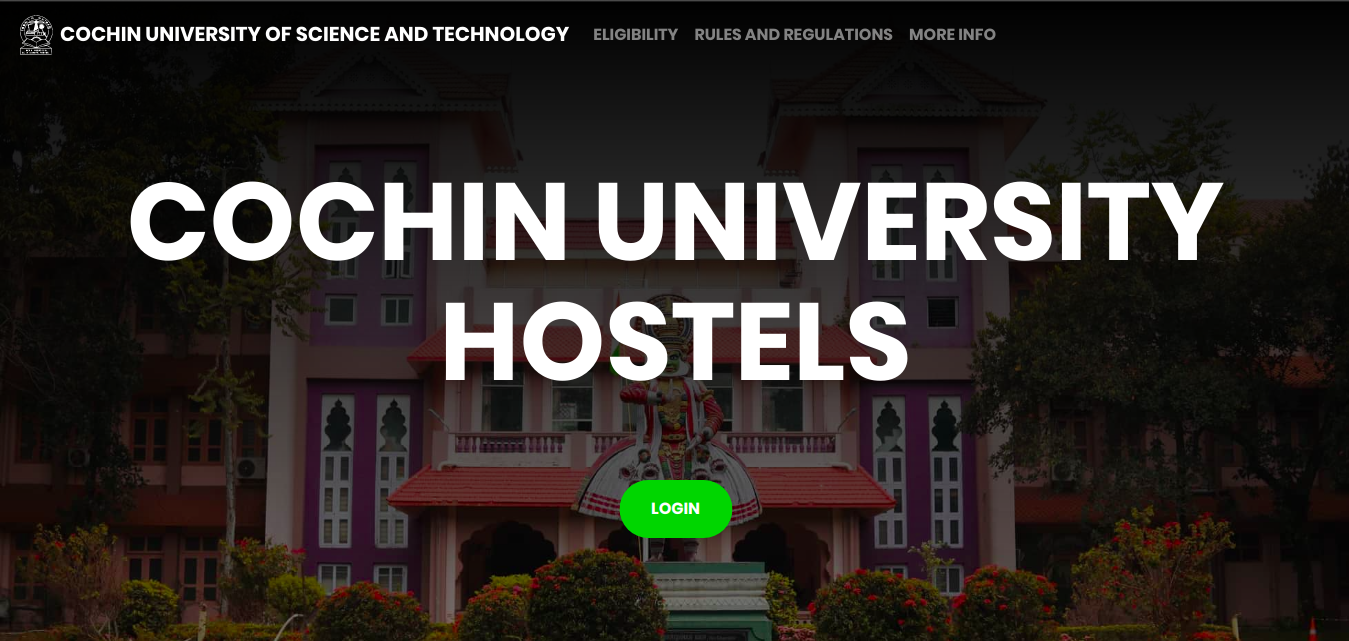 COCHIN UNIVERSITY OF SCIENCE AND TECHNOLOGY ELIGIBILITY RULES AND REGULATIONS MORE INFO
COCHIN UNIVERSITY
HOSTELS
LOGIN